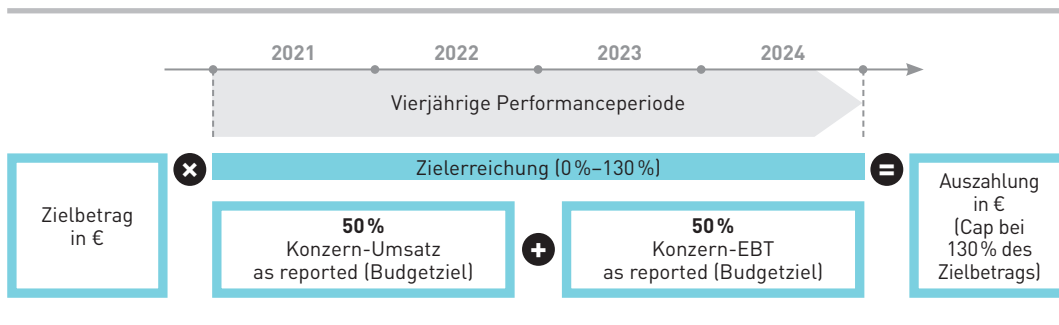 2021 2022 2023 2024
Vierjährige Performanceperiode
Zielbetrag
in €
×
Zielerreichung (0 %–130 %)
50 %
Konzern-Umsatz
as reported (Budgetziel)
+
50 %
Konzern-EBT
as reported (Budgetziel)
=
Auszahlung
in €
(Cap bei
130 % des
Zielbetrags)